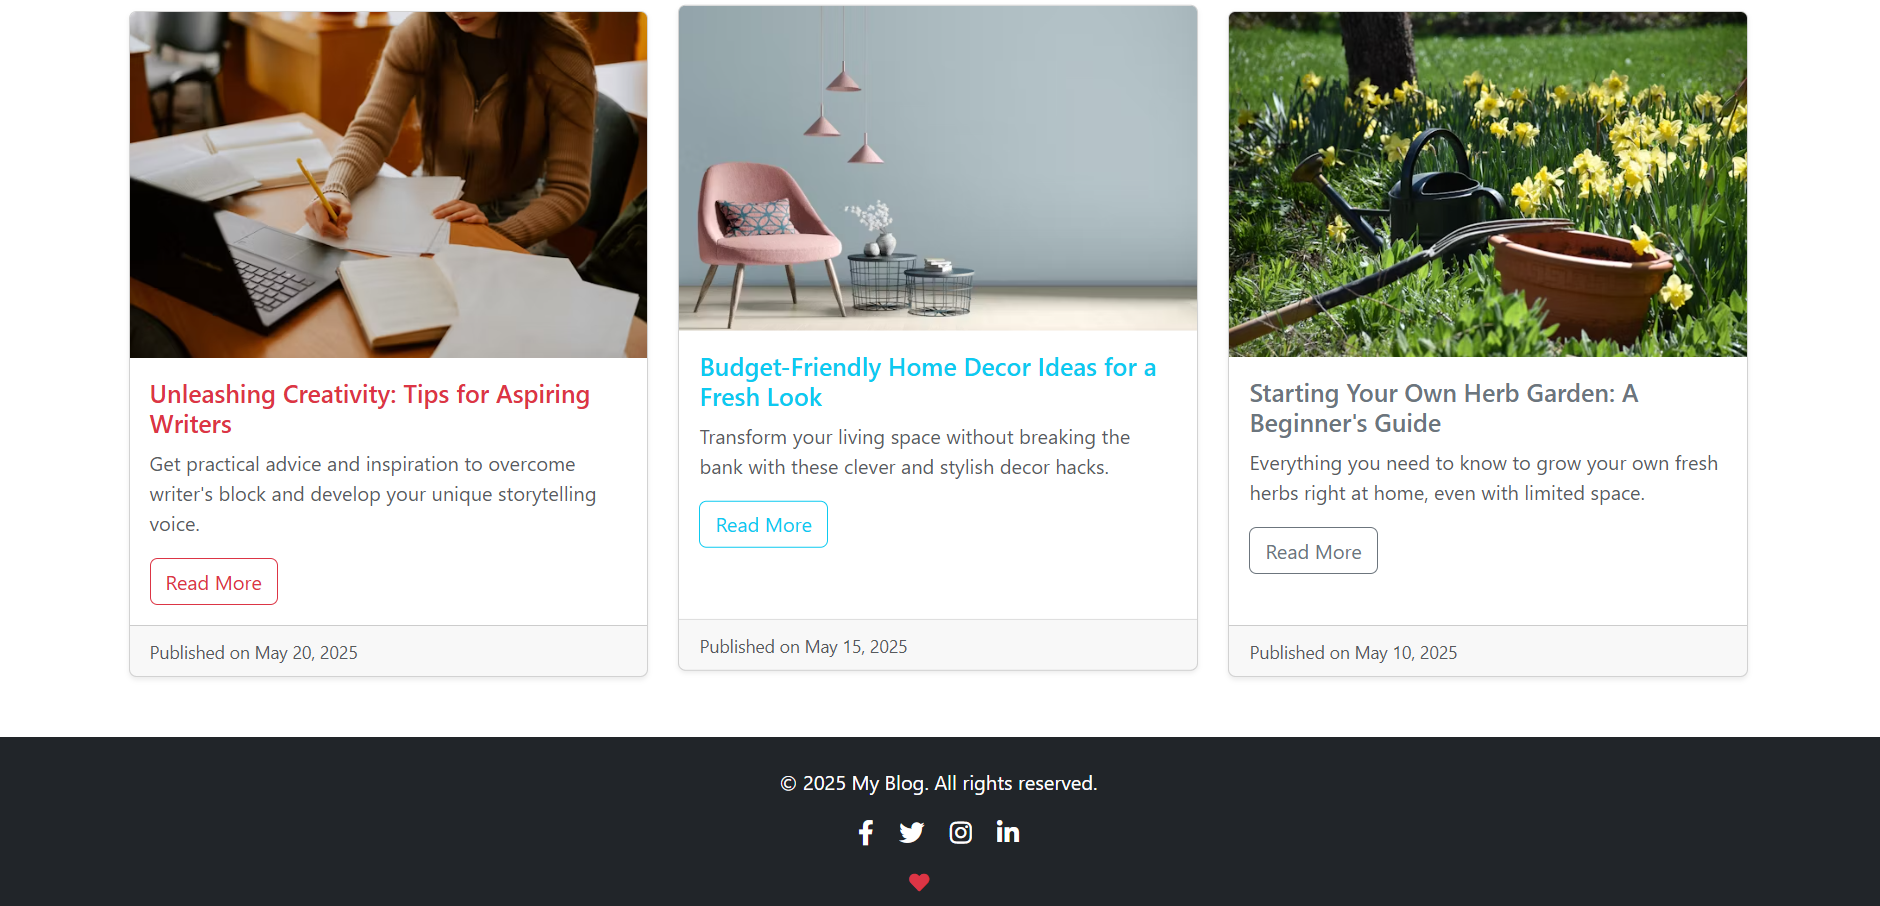 Unleashing Creativity: Tips for Aspiring
Writers
Get practical advice and inspiration to overcome
writer's block and develop your unique storytelling
voice.
Read More
Published on May 20, 2025
Budget-Friendly Home Decor Ideas for a
Fresh Look
Transform your living space without breaking the
bank with these clever and stylish decor hacks.
Read More
Published on May 15, 2025
Starting Your Own Herb Garden: A
Beginner's Guide
Everything you need to know to grow your own fresh
herbs right at home, even with limited space.
Read More
Published on May 10, 2025
© 2025 My Blog. All rights reserved.